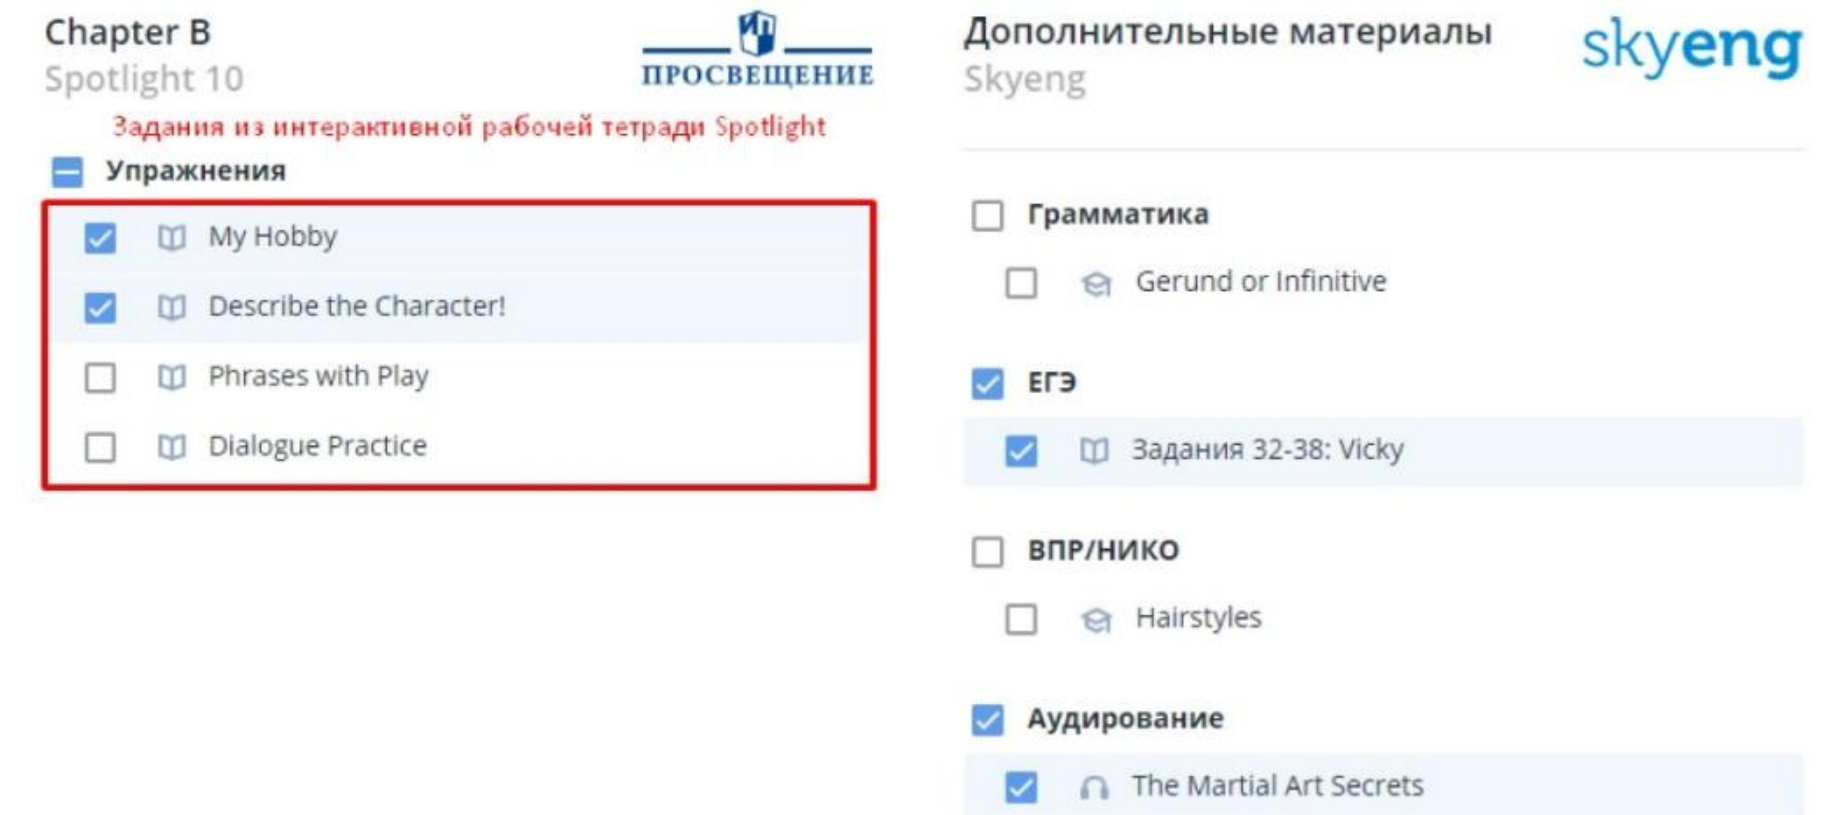 Chapter B
Spotlight 10
ПРОСВЕЩЕНИЕ
Задания из интерактивной рабочей тетради Spotlight
Упражнения
My Hobby
Describe the Character!
Phrases with Play
Dialogue Practice
Дополнительные материалы
Skyeng
skyeng
Грамматика
Gerund or Infinitive
ЕГЭ
Задания 32-38: Vicky
ВПР/НИКО
Hairstyles
Аудирование
The Martial Art Secrets